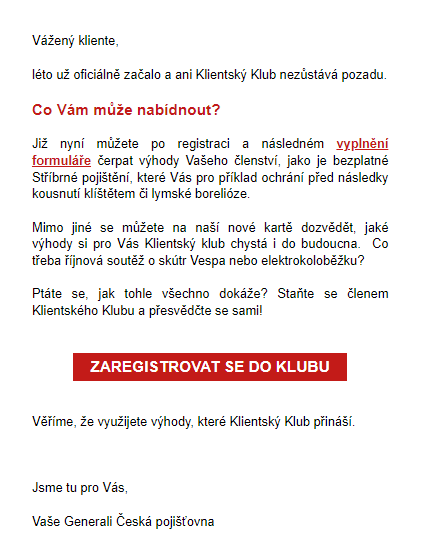 Vážený kliente,
léto už oficiálně začalo a ani Klientský Klub nezůstává pozadu.
Co Vám může nabídnout?
Již nyní můžete po registraci a následném vyplnění
formuláře čerpat výhody Vašeho členství, jako je bezplatné
Stříbrné pojištění, které Vás pro příklad ochrání před následky
kousnutí klíštětem či lymské borelióze.
Mimo jiné se můžete na naší nové kartě dozvědět, jaké
výhody si pro Vás Klientský klub chystá i do budoucna.  Co
třeba říjnová soutěž o skútr Vespa nebo elektrokoloběžku?
Ptáte se, jak tohle všechno dokáže? Staňte se členem
Klientského Klubu a přesvědčte se sami!
ZAREGISTROVAT SE DO KLUBU
Věříme, že využijete výhody, které Klientský Klub přináší.
Jsme tu pro Vás,
Vaše Generali Česká pojišťovna